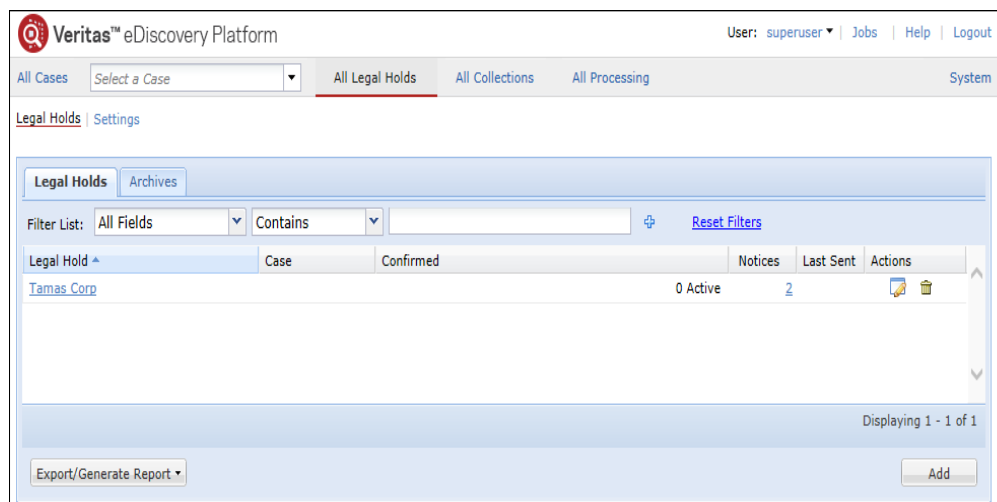 Veritas™ eDiscovery Platform
User: superuser | Jobs | Help | Logout
All Cases Select a Case All Legal Holds All Collections All Processing System
Legal Holds | Settings
Legal Holds Archives
Filter List: All Fields Contains Reset Filters
Legal Hold Case Confirmed Notices Last Sent Actions
Tamas Corp 0 Active 2
Displaying 1 - 1 of 1
Export/Generate Report Add